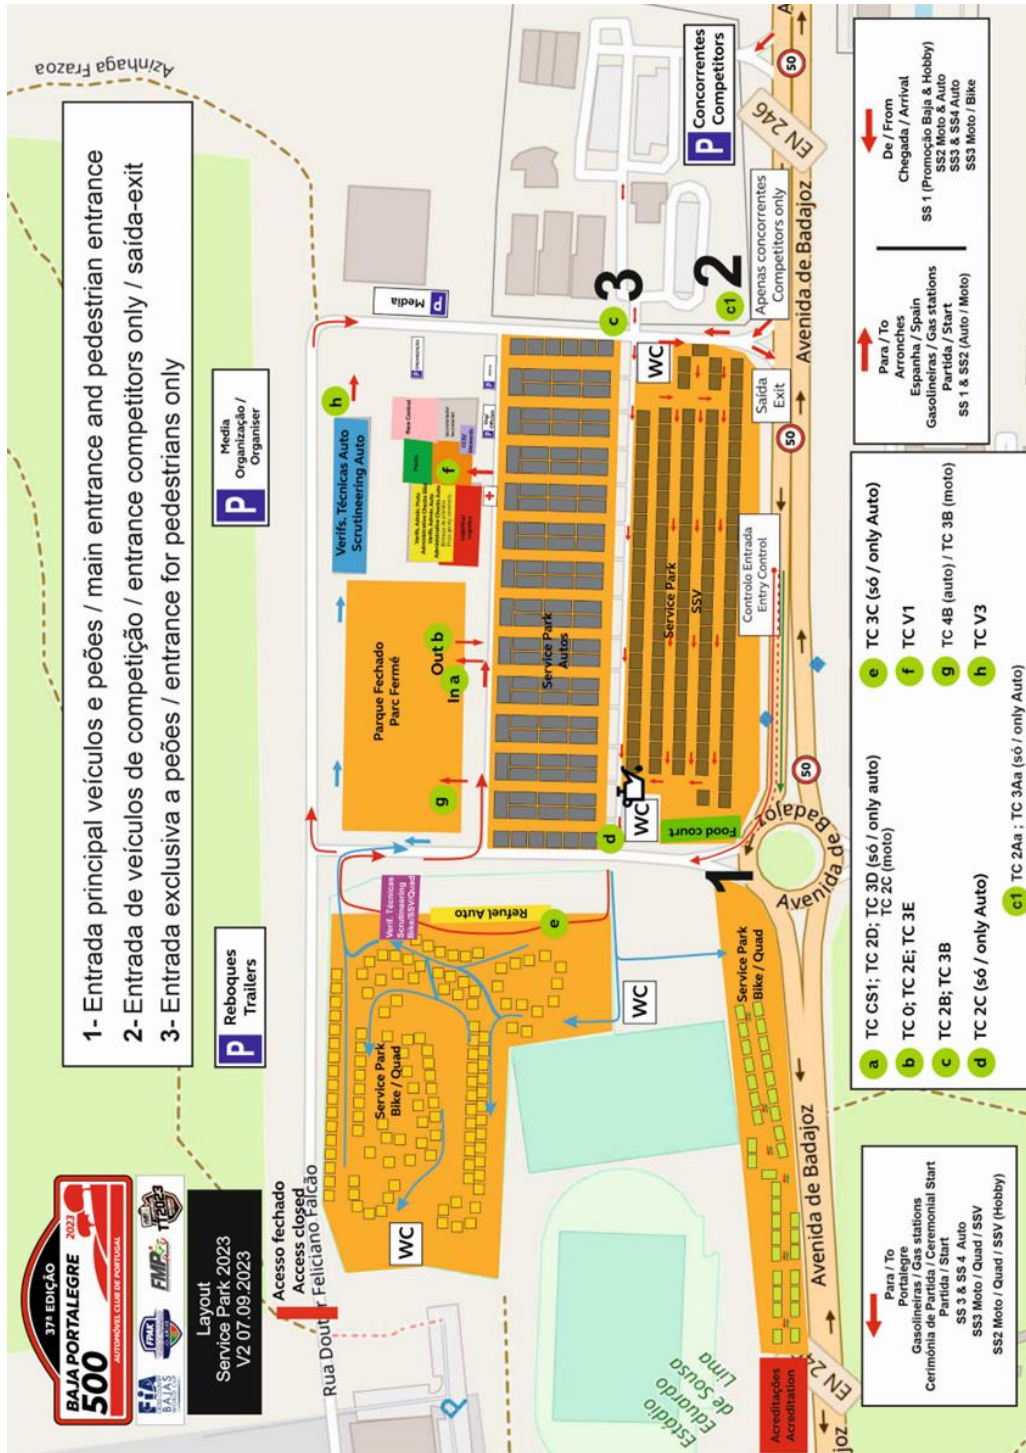 37ª EDIÇÃO
BAJA PORTALEGRE
500
2023
AUTOMÓVEL CLUB DE PORTUGAL
FiA
BAJAS
FPAK
FMP
TT2023
Layout
Service Park 2023
V2 07.09.2023
1- Entrada principal veículos e peões / main entrance and pedestrian entrance
2- Entrada de veículos de competição / entrance competitors only / saída-exit
3- Entrada exclusiva a peões / entrance for pedestrians only
Azinhaga Frazoa
P
Reboques
Trailers
P
Media
Organização /
Organiser
Media
P
P
Concorrentes
Competitors
Acesso fechado
Access closed
Rua Doutor Feliciano Falcão
WC
Service Park
Bike / Quad
Verif. Técnicas
Scrutineering
Bike/SSV/Quad
Refuel Auto
e
WC
Parque Fechado
Parc Fermé
g
In a
Out b
Verifs. Técnicas Auto
Scrutineering Auto
h
Race Control
Media
f
Service Park
Autos
d
c
3
WC
WC
Food court
Service Park
SSV
c1
2
Apenas concorrentes
Competitors only
Saída
Exit
Controlo Entrada
Entry Control
1
Service Park
Bike / Quad
P
Estádio
Eduardo
de Sousa
Lima
Acreditações
Acreditation
EN 246
Avenida de Badajoz
Avenida de Badajoz
50
50
Avenida de Badajoz
50
EN 246
Para / To
Portalegre
Gasolineiras / Gas stations
Cerimónia de Partida / Ceremonial Start
Partida / Start
SS 3 & SS 4 Auto
SS3 Moto / Quad / SSV
SS2 Moto / Quad / SSV (Hobby)
a TC CS1; TC 2D; TC 3D (só / only auto)
TC 2C (moto)
b TC 0; TC 2E; TC 3E
c TC 2B; TC 3B
d TC 2C (só / only Auto)
e TC 3C (só / only Auto)
f TC V1
g TC 4B (auto) / TC 3B (moto)
h TC V3
c1 TC 2Aa ; TC 3Aa (só / only Auto)
Para / To
Arronches
Espanha / Spain
Gasolineiras / Gas stations
Partida / Start
SS 1 & SS2 (Auto / Moto)
De / From
Chegada / Arrival
SS 1 (Promoção Baja & Hobby)
SS2 Moto & Auto
SS3 & SS4 Auto
SS3 Moto / Bike